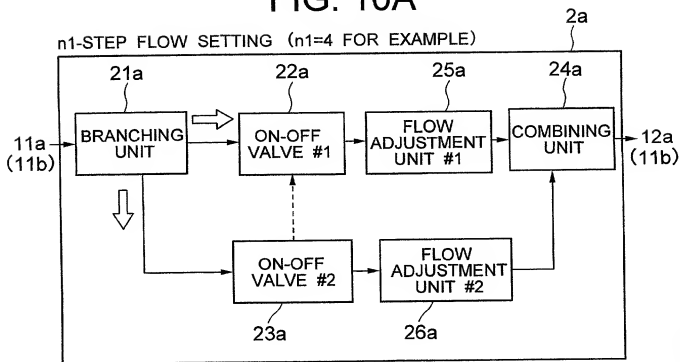 FIG. 10A
n1-STEP FLOW SETTING (n1=4 FOR EXAMPLE)
2a
21a
22a
25a
24a
11a
(11b)
BRANCHING
UNIT
ON-OFF
VALVE #1
FLOW
ADJUSTMENT
UNIT #1
COMBINING
UNIT
12a
(11b)
ON-OFF
VALVE #2
FLOW
ADJUSTMENT
UNIT #2
23a
26a